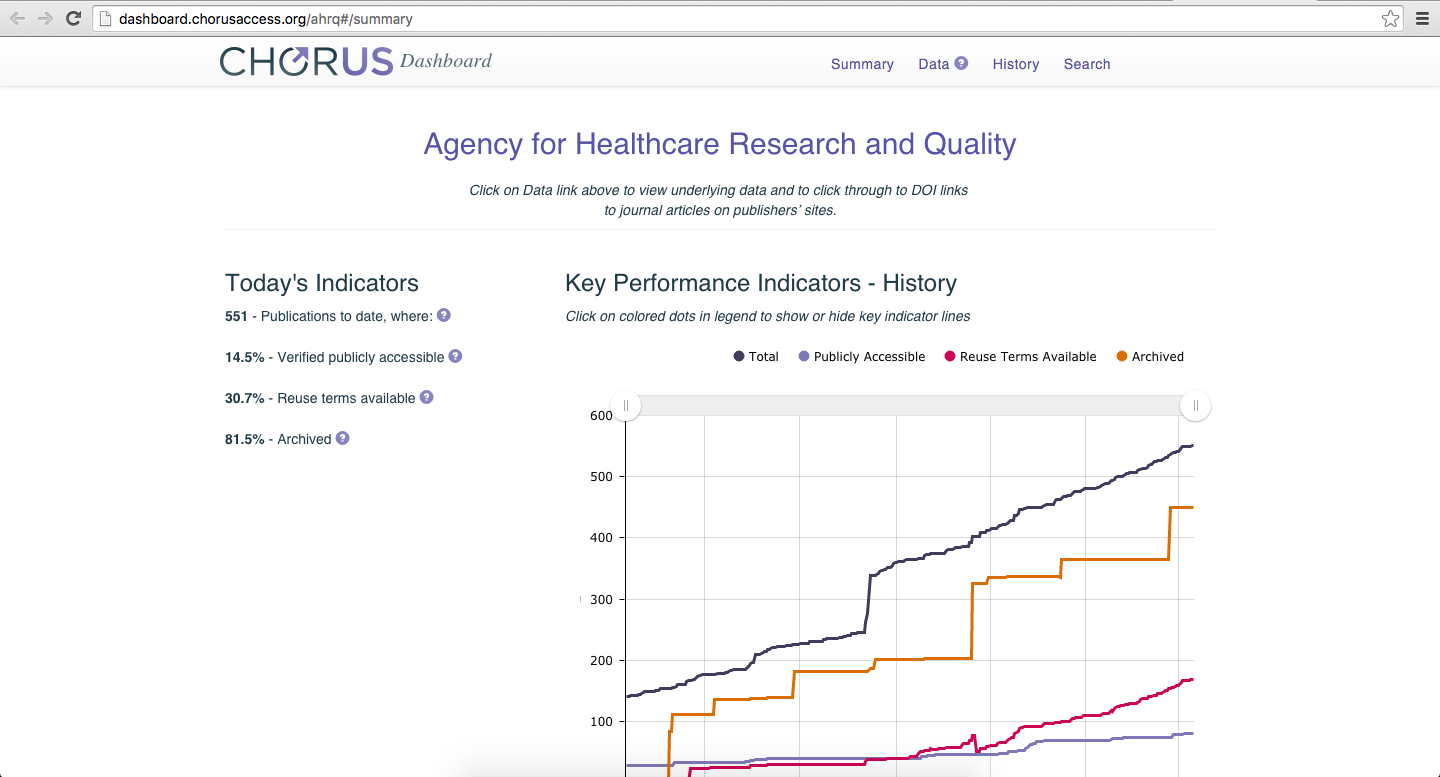 dashboard.chorusaccess.org/ahrq#/summary
CHORUS Dashboard
Summary Data ? History Search
Agency for Healthcare Research and Quality
Click on Data link above to view underlying data and to click through to DOI links
to journal articles on publishers’ sites.
Today's Indicators
551 - Publications to date, where: ?
14.5% - Verified publicly accessible ?
30.7% - Reuse terms available ?
81.5% - Archived ?
Key Performance Indicators - History
Click on colored dots in legend to show or hide key indicator lines
Total Publicly Accessible Reuse Terms Available Archived
600
500
400
300
200
100